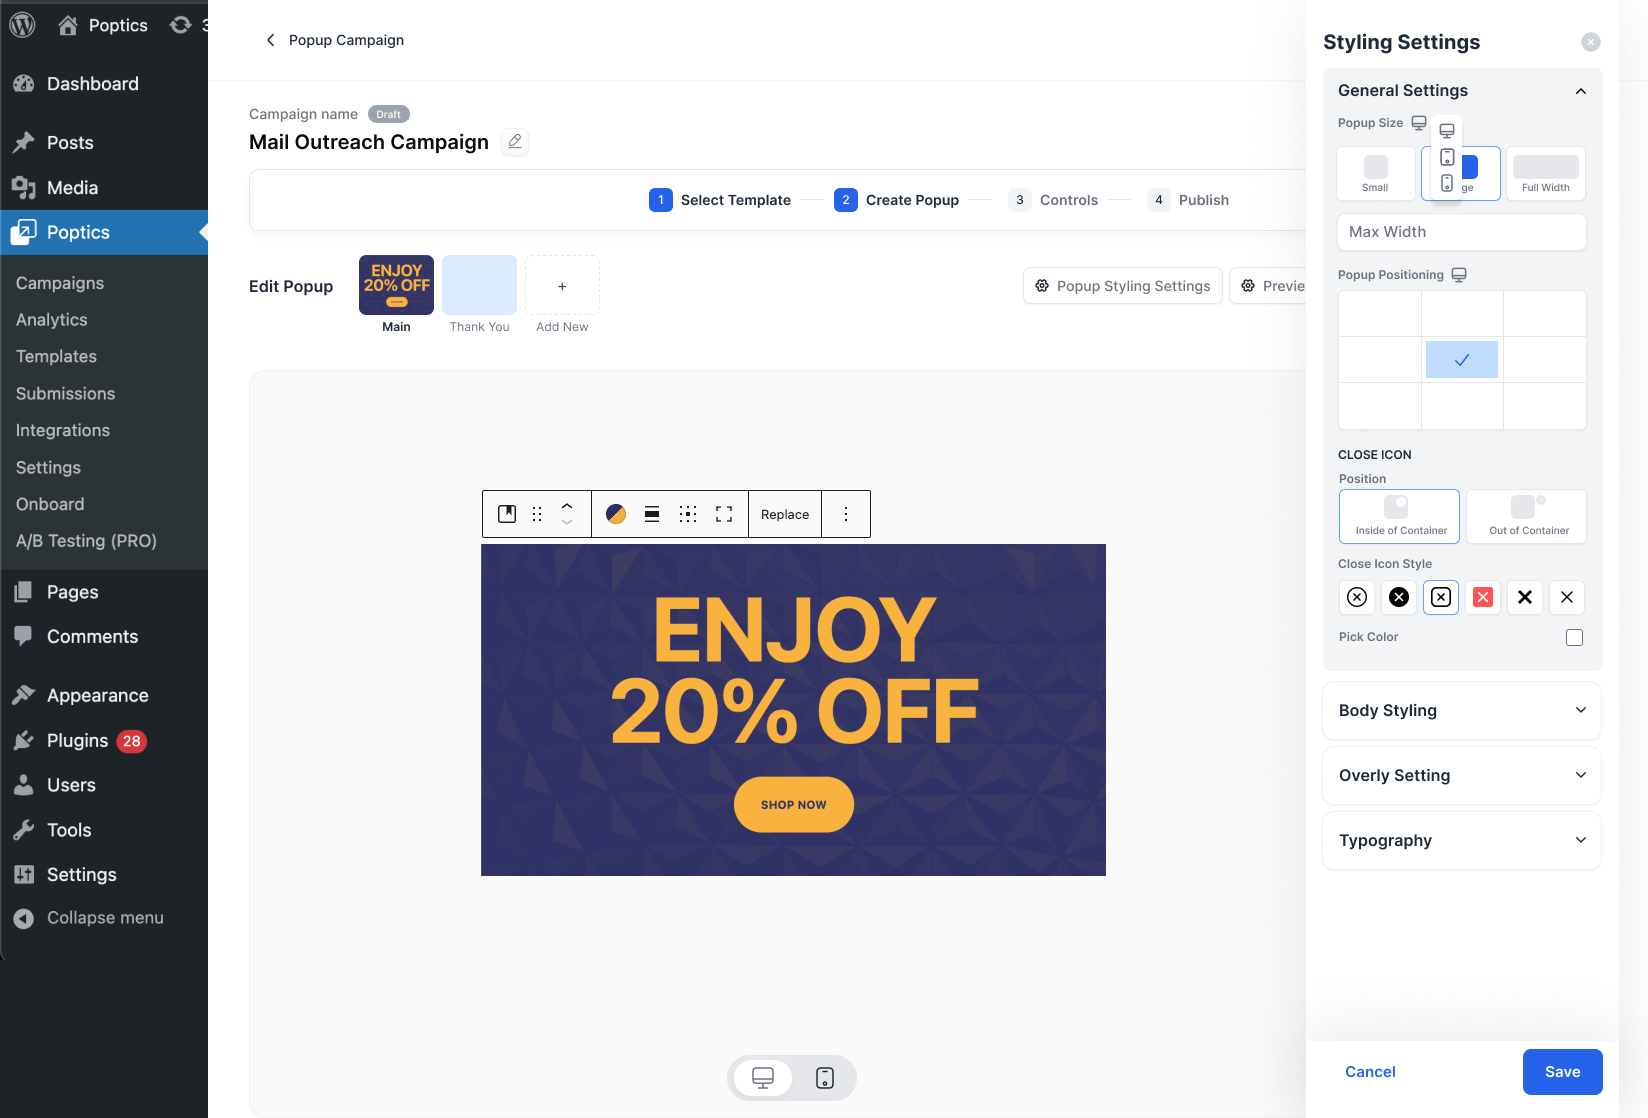 Poptics
Dashboard
Posts
Media
Poptics
Campaigns
Analytics
Templates
Submissions
Integrations
Settings
Onboard
A/B Testing (PRO)
Pages
Comments
Appearance
Plugins 28
Users
Tools
Settings
Collapse menu
Popup Campaign
Campaign name Draft
Mail Outreach Campaign
1 Select Template 2 Create Popup 3 Controls 4 Publish
Edit Popup
ENJOY
20% OFF
Main
Thank You
+
Add New
Popup Styling Settings
Previe
Replace
ENJOY
20% OFF
SHOP NOW
Styling Settings
General Settings
Popup Size
Small
ge
Full Width
Max Width
Popup Positioning
CLOSE ICON
Position
Inside of Container
Out of Container
Close Icon Style
Pick Color
Body Styling
Overly Setting
Typography
Cancel
Save